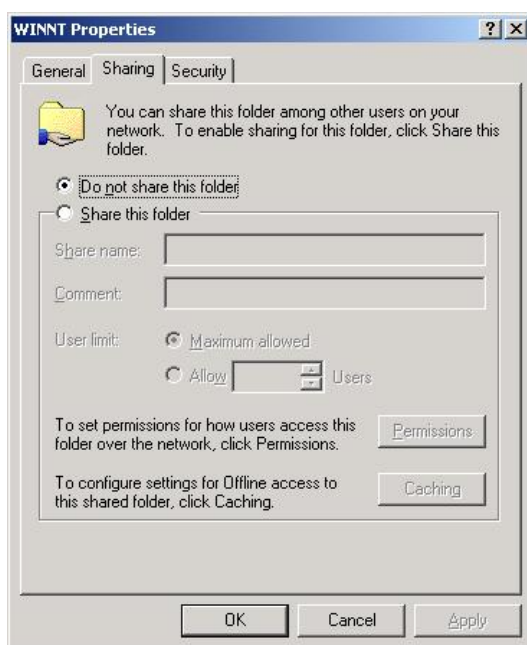 WINNT Properties
General Sharing Security
You can share this folder among other users on your
network. To enable sharing for this folder, click Share this
folder.
Do not share this folder
Share this folder
Share name:
Comment:
User limit: Maximum allowed
Allow Users
To set permissions for how users access this
folder over the network, click Permissions.
Permissions
To configure settings for Offline access to
this shared folder, click Caching.
Caching
OK Cancel Apply